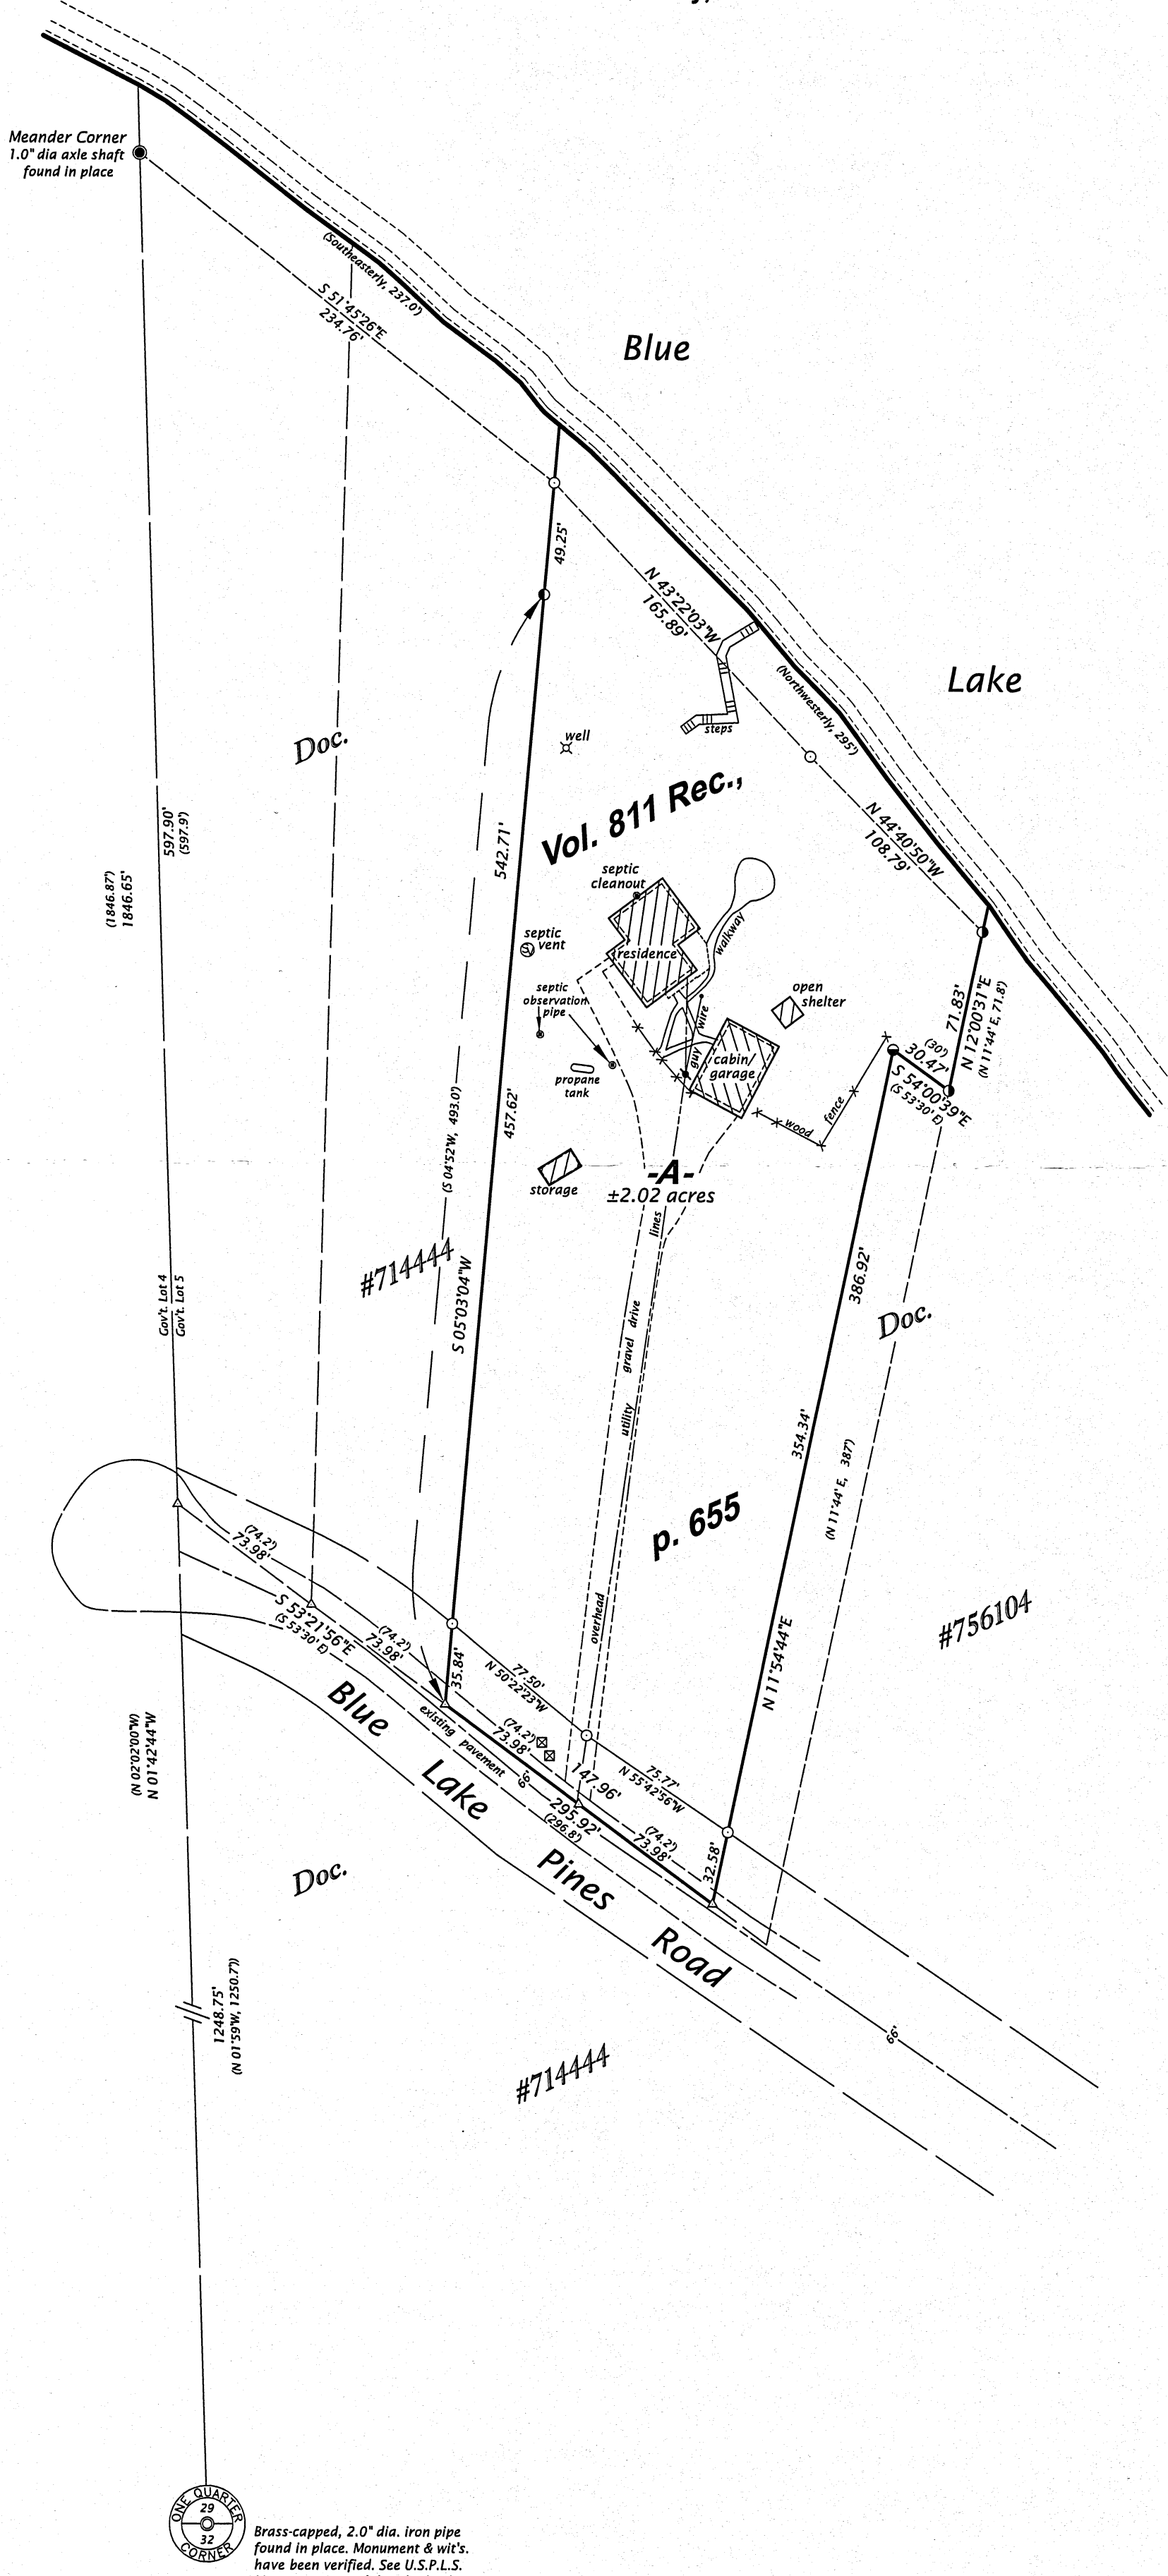 Meander Corner
1.0" dia axle shaft
found in place
(Southeasterly, 237.0')
S 51°45'26"E
234.76'
Blue
Lake
49.25'
N 43°22'03"W
165.89'
(Northwesterly, 295')
steps
well
Doc.
Vol. 811 Rec.,
N 44°40'50"W
108.79'
597.90'
(597.9')
(1846.87')
1846.65'
542.71'
septic
cleanout
residence
walkway
septic
vent
septic
observation
pipe
open
shelter
guy wire
cabin/
garage
propane
tank
wood fence
71.83'
N 12°00'31"E
(N 11°44' E, 71.8')
(30')
30.47'
S 54°00'39"E
(S 53°30' E)
457.62'
(S 04°52'W, 493.0')
storage
-A-
±2.02 acres
#714444
S 05°03'04"W
Gov't. Lot 4
Gov't. Lot 5
386.92'
Doc.
gravel drive
overhead utility lines
354.34'
(N 11°44' E, 387')
p. 655
N 11°54'44"E
#756104
(74.2')
73.98'
S 53°21'56"E
(S 53°30' E)
(74.2')
73.98'
35.84'
77.50'
N 50°22'23"W
(74.2')
73.98'
existing pavement
66'
147.96'
295.92'
(296.8')
75.77'
N 55°42'56"W
(74.2')
73.98'
32.58'
Blue Lake Pines Road
(N 02°02'00"W)
N 01°42'44"W
Doc.
1248.75'
(N 01°59'W, 1250.7')
66'
#714444
ONE QUARTER
29
32
CORNER
Brass-capped, 2.0" dia. iron pipe
found in place. Monument & wit's.
have been verified. See U.S.P.L.S.